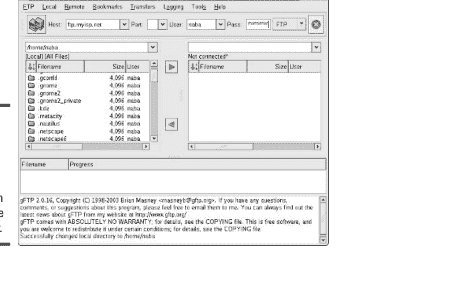 FTP Local Remote Bookmarks Transfers Logging Tools Help
Host: ftp.myisp.net Port: User: naba Pass: FTP
/home/naba
[Local] [All Files] Not connected*
Filename Size User Filename Size User
.gconfd 4,096 naba
.gnome 4,096 naba
.gnome2 4,096 naba
.gnome2_private 4,096 naba
.kde 4,096 naba
.metacity 4,096 naba
.nautilus 4,096 naba
.netscape 4,096 naba
.netscape6 4,096 naba
Filename Progress
gFTP 2.0.16, Copyright (C) 1998-2003 Brian Masney <masneyb@gftp.org>. If you have any questions,
comments, or suggestions about this program, please feel free to email them to me. You can always find out the
latest news about gFTP from my website at http://www.gftp.org/
gFTP comes with ABSOLUTELY NO WARRANTY; for details, see the COPYING file. This is free software, and
you are welcome to redistribute it under certain conditions; for details, see the COPYING file
Successfully changed local directory to /home/naba